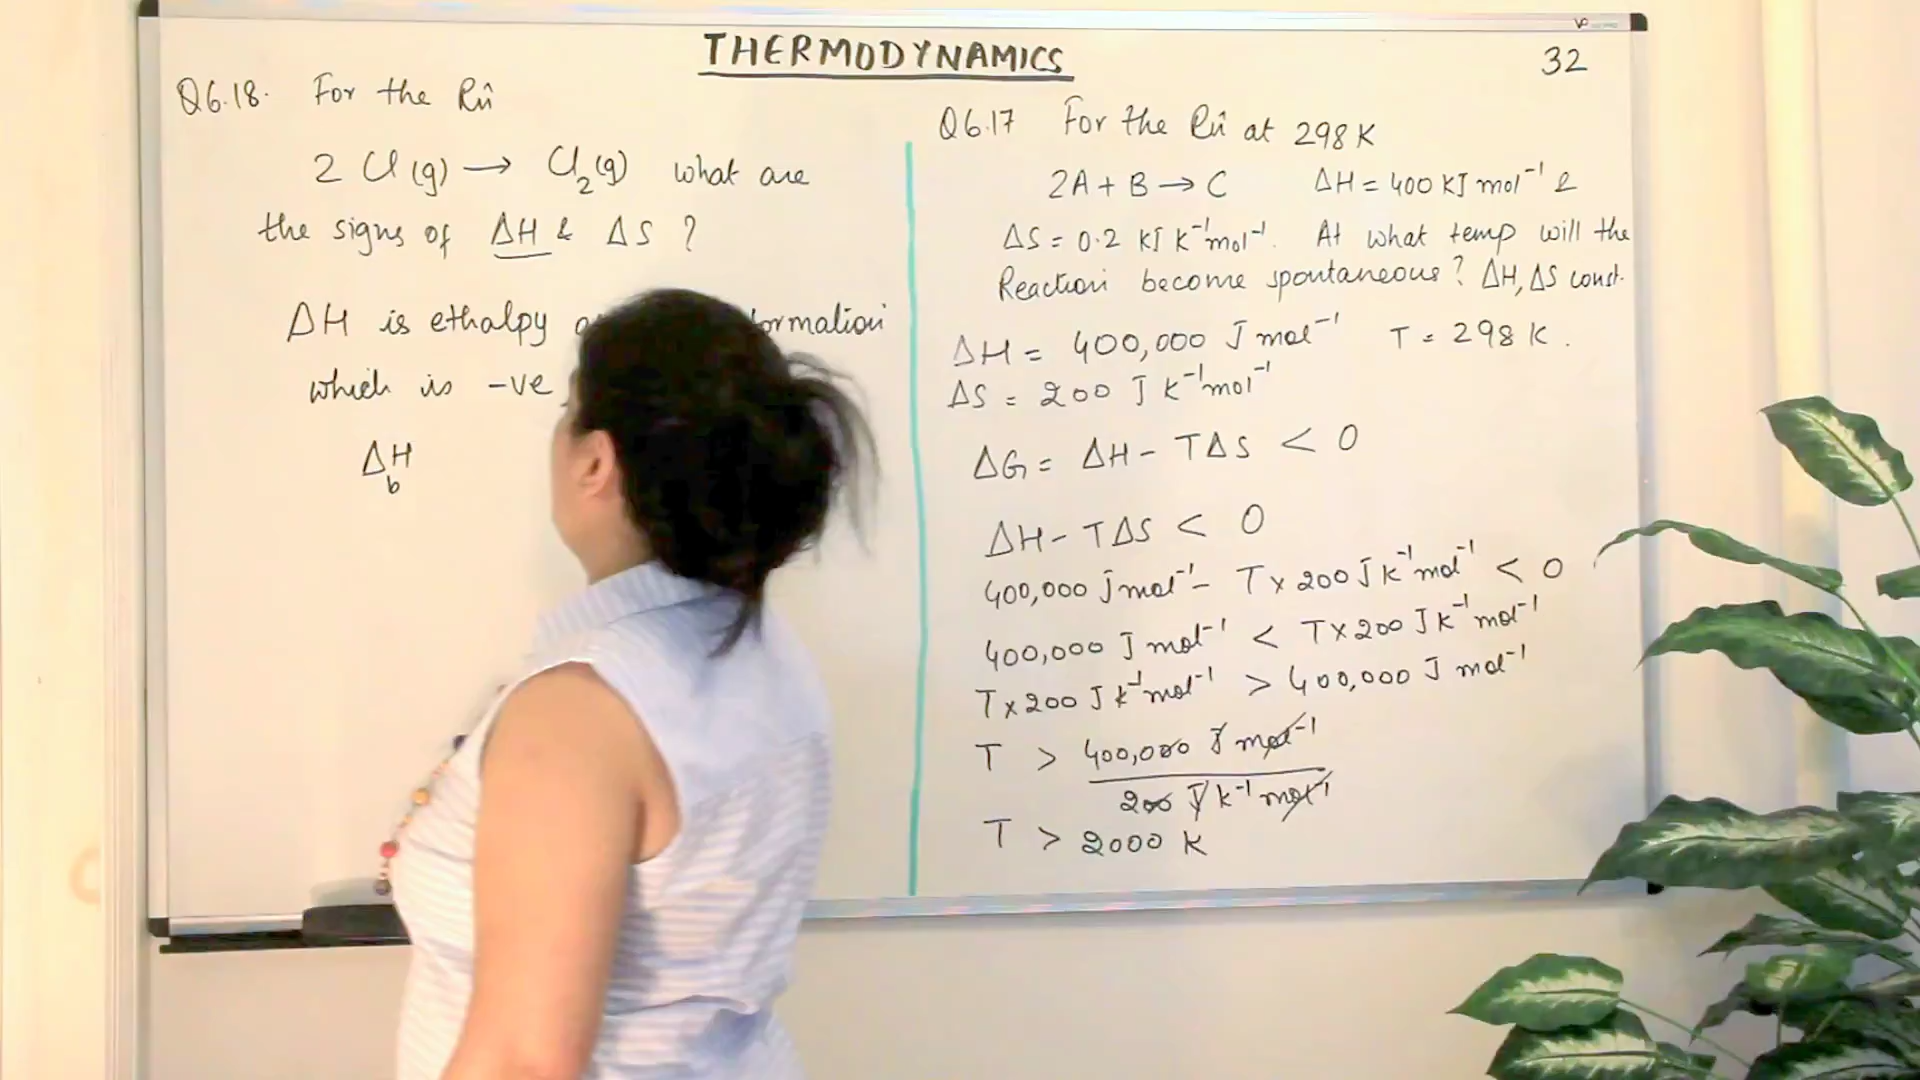 THERMODYNAMICS
32
Q6.18. For the Rn̂
2 Cl (g) → Cl₂(g) what are
the signs of ΔH & ΔS ?
ΔH is ethalpy ormation
which is -ve
ΔbH
Q6.17 For the Rn̂ at 298 K
2A + B → C ΔH = 400 KJ mol⁻¹ &
ΔS = 0.2 KJ K⁻¹mol⁻¹. At what temp will the
Reaction become spontaneous? ΔH, ΔS const.
ΔH = 400,000 J mol⁻¹ T = 298 K.
ΔS = 200 J K⁻¹mol⁻¹
ΔG = ΔH - TΔS < 0
ΔH - TΔS < 0
400,000 J mol⁻¹ - T × 200 J K⁻¹mol⁻¹ < 0
400,000 J mol⁻¹ < T × 200 J K⁻¹mol⁻¹
T × 200 J K⁻¹mol⁻¹ > 400,000 J mol⁻¹
T > 400,000 J mol⁻¹
200 J K⁻¹ mol⁻¹
T > 2000 K